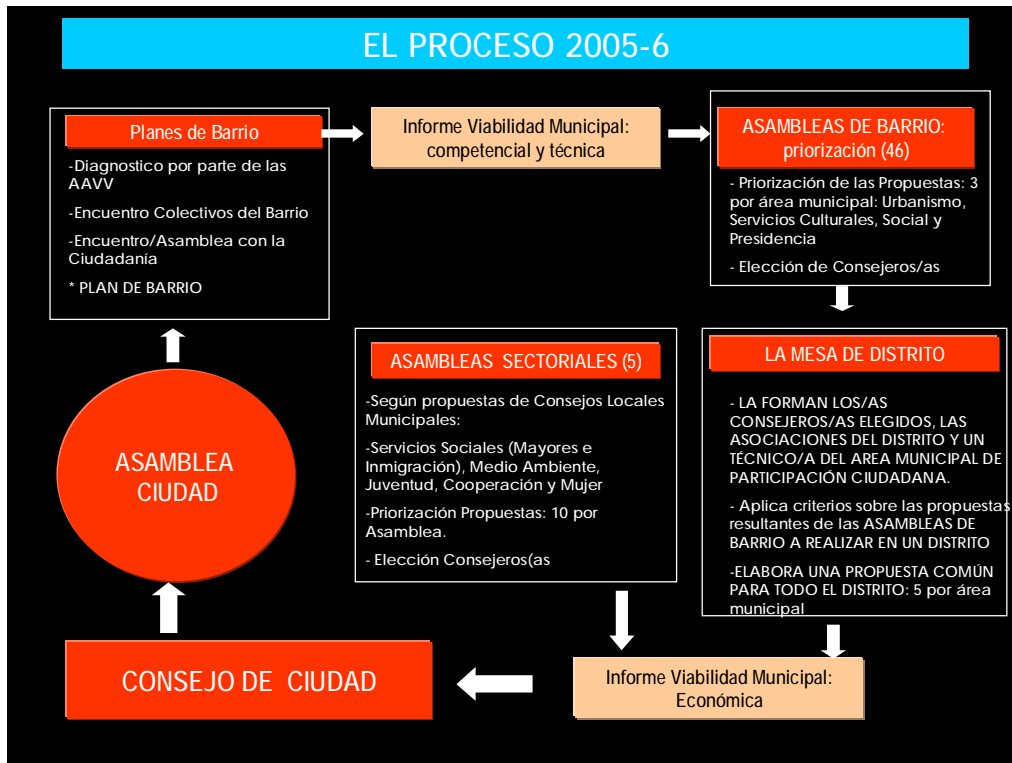 EL PROCESO 2005-6
Planes de Barrio
-Diagnostico por parte de las
AAVV
-Encuentro Colectivos del Barrio
-Encuentro/Asamblea con la
Ciudadanía
* PLAN DE BARRIO
Informe Viabilidad Municipal:
competencial y técnica
ASAMBLEAS DE BARRIO:
priorización (46)
- Priorización de las Propuestas: 3
por área municipal: Urbanismo,
Servicios Culturales, Social y
Presidencia
- Elección de Consejeros/as
ASAMBLEAS SECTORIALES (5)
-Según propuestas de Consejos Locales
Municipales:
-Servicios Sociales (Mayores e
Inmigración), Medio Ambiente,
Juventud, Cooperación y Mujer
-Priorización Propuestas: 10 por
Asamblea.
- Elección Consejeros(as
LA MESA DE DISTRITO
- LA FORMAN LOS/AS
CONSEJEROS/AS ELEGIDOS, LAS
ASOCIACIONES DEL DISTRITO Y UN
TÉCNICO/A DEL AREA MUNICIPAL DE
PARTICIPACIÓN CIUDADANA.
- Aplica criterios sobre las propuestas
resultantes de las ASAMBLEAS DE
BARRIO A REALIZAR EN UN DISTRITO
-ELABORA UNA PROPUESTA COMÚN
PARA TODO EL DISTRITO: 5 por área
municipal
ASAMBLEA
CIUDAD
CONSEJO DE CIUDAD
Informe Viabilidad Municipal:
Económica